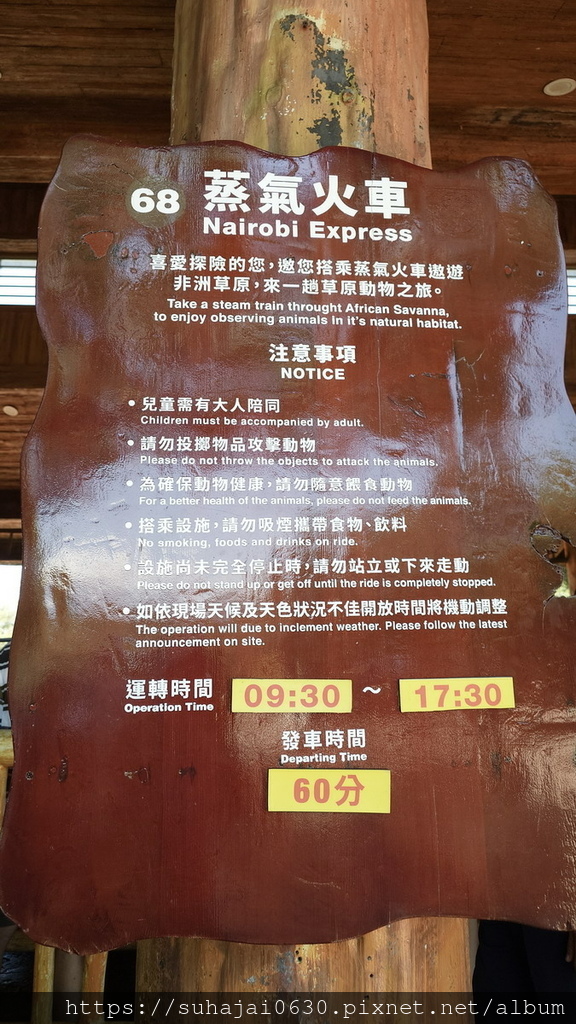 68 蒸氣火車
Nairobi Express
喜愛探險的您，邀您搭乘蒸氣火車遨遊
非洲草原，來一趟草原動物之旅。
Take a steam train throught African Savanna,
to enjoy observing animals in it's natural habitat.
注意事項
NOTICE
• 兒童需有大人陪同
Children must be accompanied by adult.
• 請勿投擲物品攻擊動物
Please do not throw the objects to attack the animals.
• 為確保動物健康，請勿隨意餵食動物
For a better health of the animals, please do not feed the animals.
• 搭乘設施，請勿吸煙攜帶食物、飲料
No smoking, foods and drinks on ride.
• 設施尚未完全停止時，請勿站立或下來走動
Please do not stand up or get off until the ride is completely stopped.
• 如依現場天候及天色狀況不佳開放時間將機動調整
The operation will due to inclement weather. Please follow the latest
announcement on site.
運轉時間 09:30 ~ 17:30
Operation Time
發車時間
Departing Time
60分
https://suhajai0630.pixnet.net/album